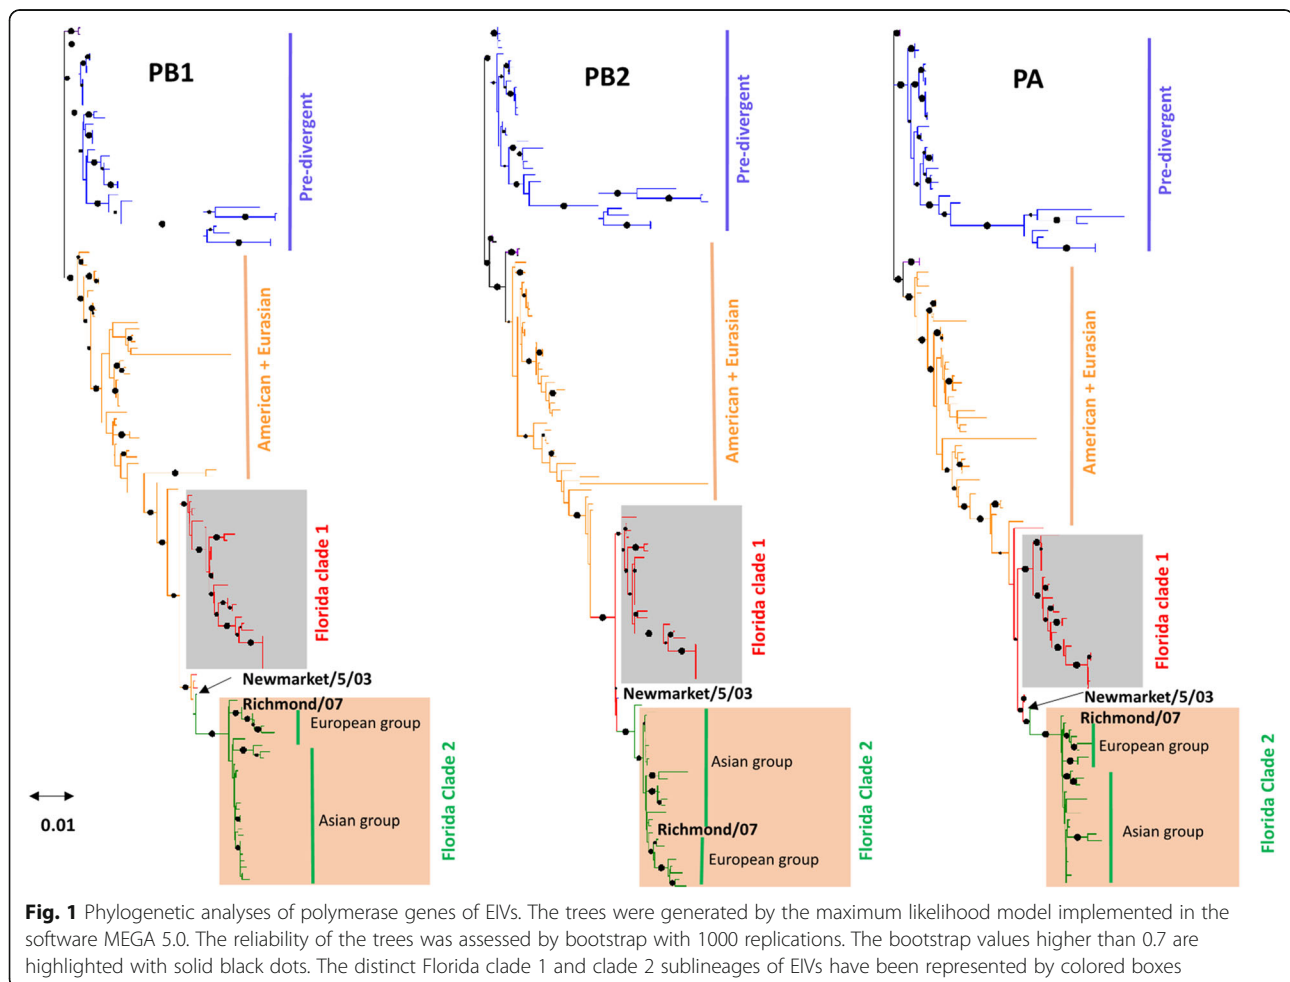 PB1
Pre-divergent
American + Eurasian
Florida clade 1
Newmarket/5/03
Richmond/07
European group
Asian group
Florida Clade 2
0.01
PB2
Pre-divergent
American + Eurasian
Florida clade 1
Newmarket/5/03
Asian group
Richmond/07
European group
Florida Clade 2
PA
Pre-divergent
American + Eurasian
Florida clade 1
Newmarket/5/03
Richmond/07
European group
Asian group
Florida Clade 2
Fig. 1 Phylogenetic analyses of polymerase genes of EIVs. The trees were generated by the maximum likelihood model implemented in the
software MEGA 5.0. The reliability of the trees was assessed by bootstrap with 1000 replications. The bootstrap values higher than 0.7 are
highlighted with solid black dots. The distinct Florida clade 1 and clade 2 sublineages of EIVs have been represented by colored boxes